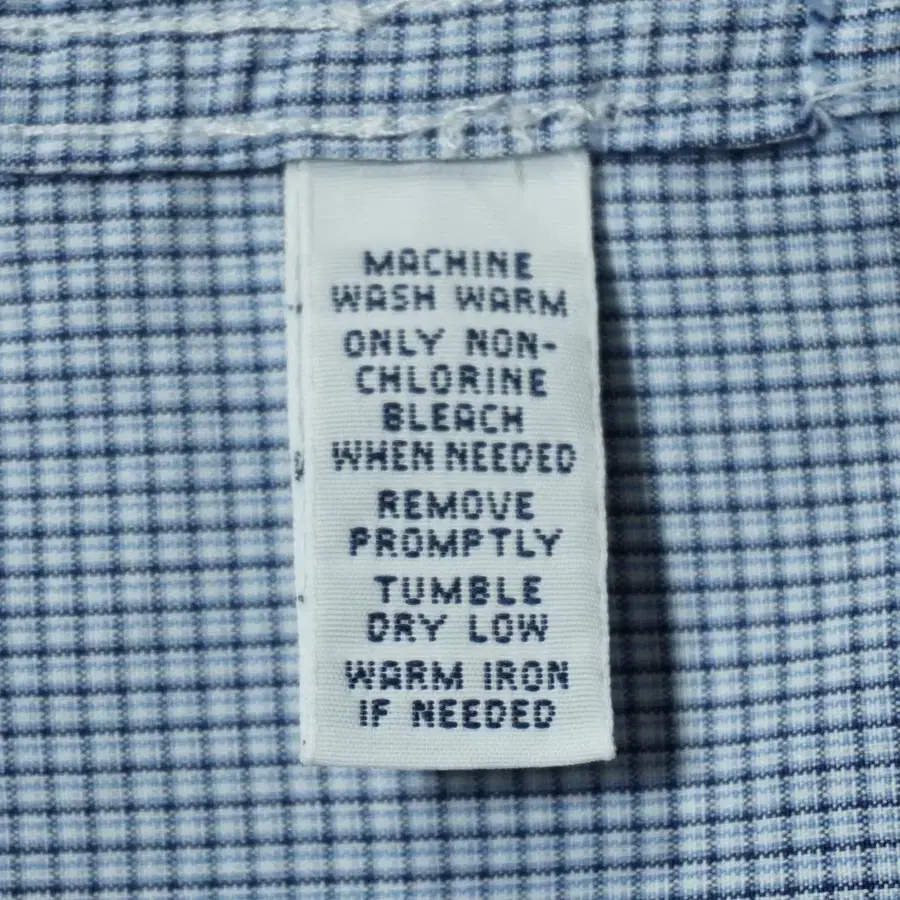 MACHINE
WASH WARM
ONLY NON-
CHLORINE
BLEACH
WHEN NEEDED
REMOVE
PROMPTLY
TUMBLE
DRY LOW
WARM IRON
IF NEEDED